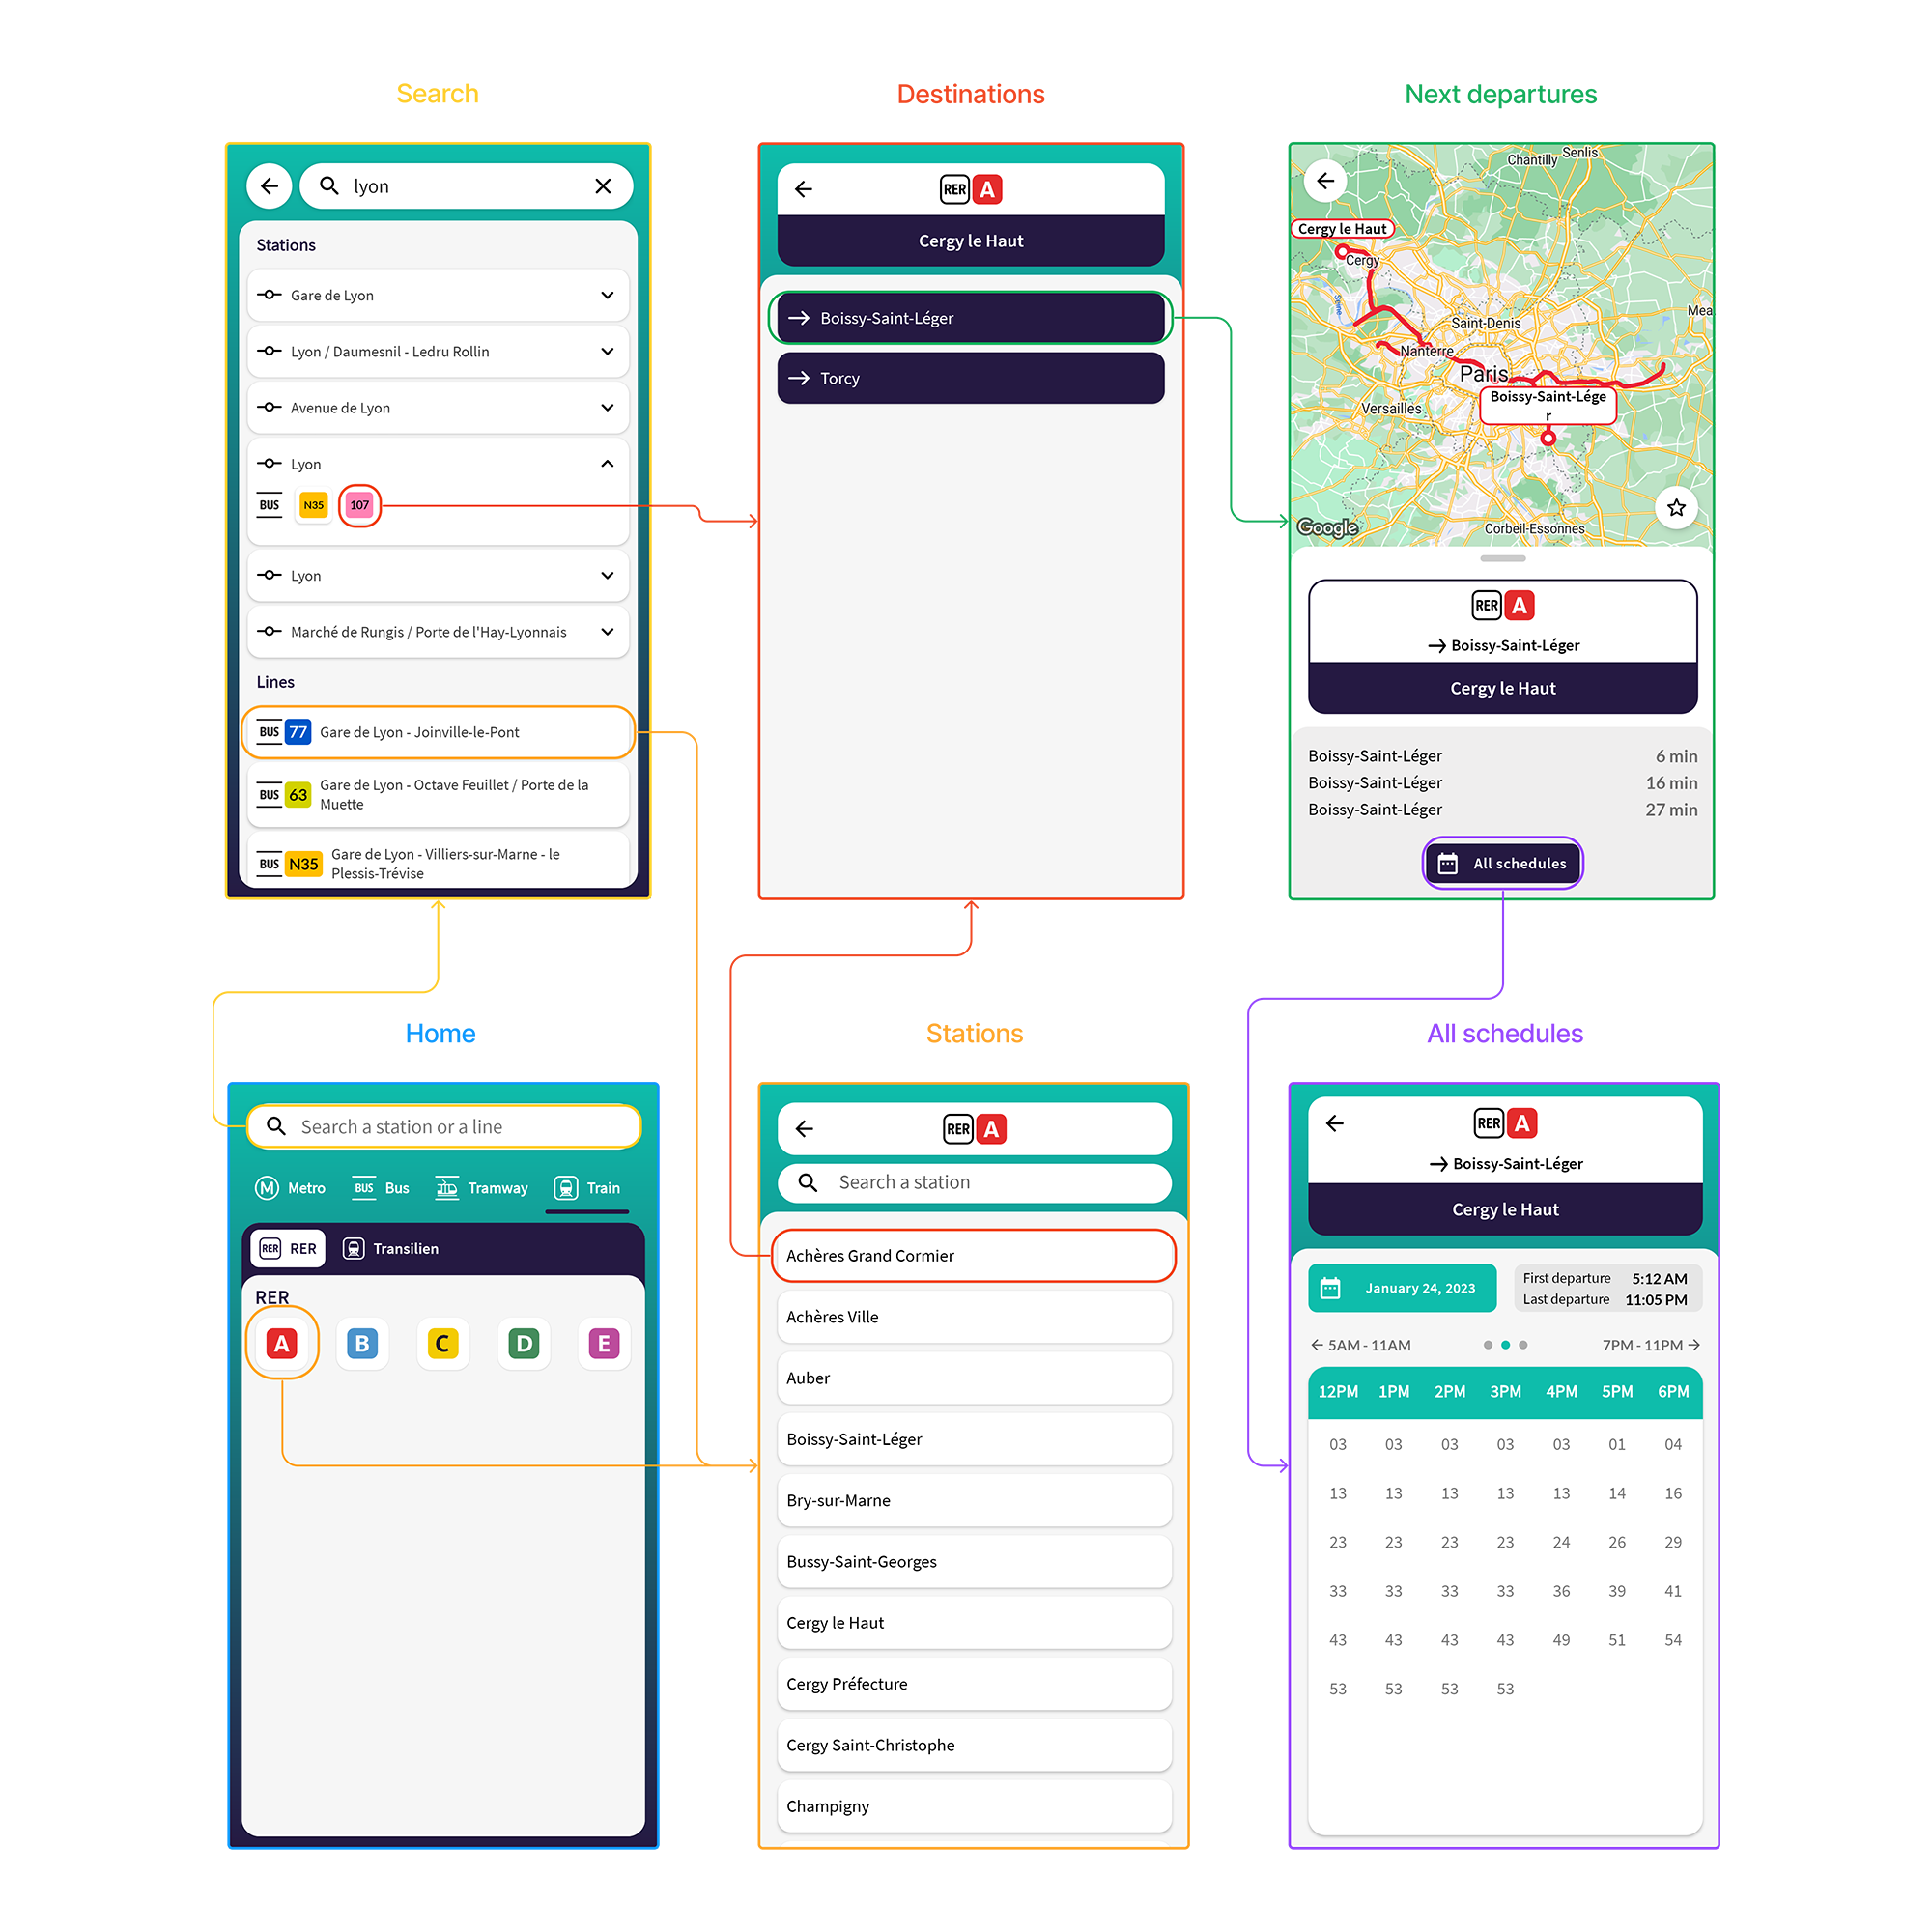 Search
lyon
Stations
Gare de Lyon
Lyon / Daumesnil - Ledru Rollin
Avenue de Lyon
Lyon
BUS N35 107
Lyon
Marché de Rungis / Porte de l'Hay-Lyonnais
Lines
BUS 77 Gare de Lyon - Joinville-le-Pont
BUS 63 Gare de Lyon - Octave Feuillet / Porte de la
Muette
BUS N35 Gare de Lyon - Villiers-sur-Marne - le
Plessis-Trévise
Destinations
RER A
Cergy le Haut
Boissy-Saint-Léger
Torcy
Next departures
Chantilly Senlis
Cergy le Haut
Cergy
Seine
Mea
Saint-Denis
Nanterre
Paris
Boissy-Saint-Lége
r
Versailles
Google
Corbeil-Essonnes
RER A
Boissy-Saint-Léger
Cergy le Haut
Boissy-Saint-Léger 6 min
Boissy-Saint-Léger 16 min
Boissy-Saint-Léger 27 min
All schedules
Home
Search a station or a line
M Metro BUS Bus Tramway Train
RER RER Transilien
RER
A B C D E
Stations
RER A
Search a station
Achères Grand Cormier
Achères Ville
Auber
Boissy-Saint-Léger
Bry-sur-Marne
Bussy-Saint-Georges
Cergy le Haut
Cergy Préfecture
Cergy Saint-Christophe
Champigny
All schedules
RER A
Boissy-Saint-Léger
Cergy le Haut
January 24, 2023
First departure 5:12 AM
Last departure 11:05 PM
5AM - 11AM 7PM - 11PM
12PM 1PM 2PM 3PM 4PM 5PM 6PM
03 03 03 03 03 01 04
13 13 13 13 13 14 16
23 23 23 23 24 26 29
33 33 33 33 36 39 41
43 43 43 43 49 51 54
53 53 53 53